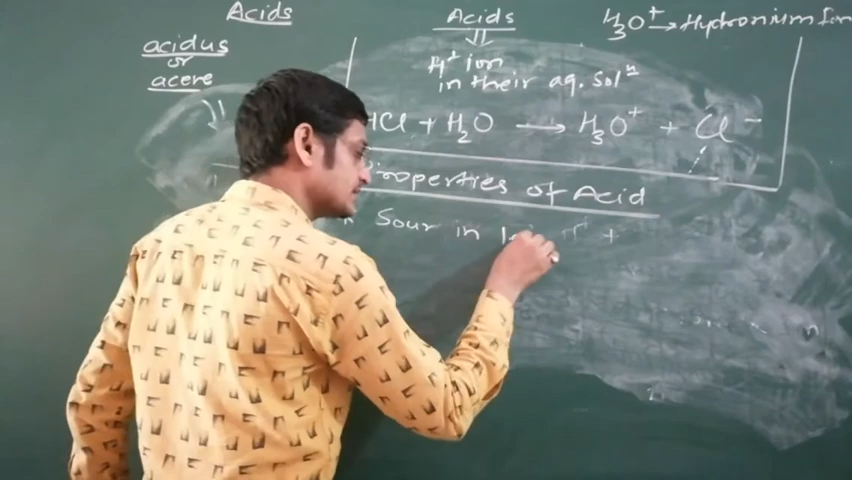 Acids
acidus
or
acere
Acids
H+ ion
in their aq. Solⁿ
H₃O⁺ → Hydronium Ion
HCl + H₂O → H₃O⁺ + Cl⁻
Properties of Acid
Sour in